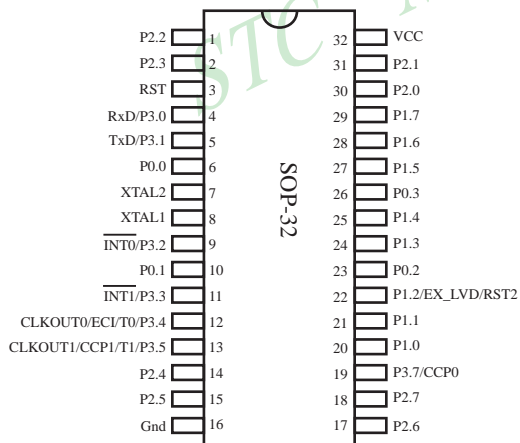 STC
P2.2 1 32 VCC
P2.3 2 31 P2.1
RST 3 30 P2.0
RxD/P3.0 4 29 P1.7
TxD/P3.1 5 28 P1.6
P0.0 6 27 P1.5
XTAL2 7 26 P0.3
XTAL1 8 25 P1.4
INT0/P3.2 9 24 P1.3
P0.1 10 23 P0.2
INT1/P3.3 11 22 P1.2/EX_LVD/RST2
CLKOUT0/ECI/T0/P3.4 12 21 P1.1
CLKOUT1/CCP1/T1/P3.5 13 20 P1.0
P2.4 14 19 P3.7/CCP0
P2.5 15 18 P2.7
Gnd 16 17 P2.6
SOP-32